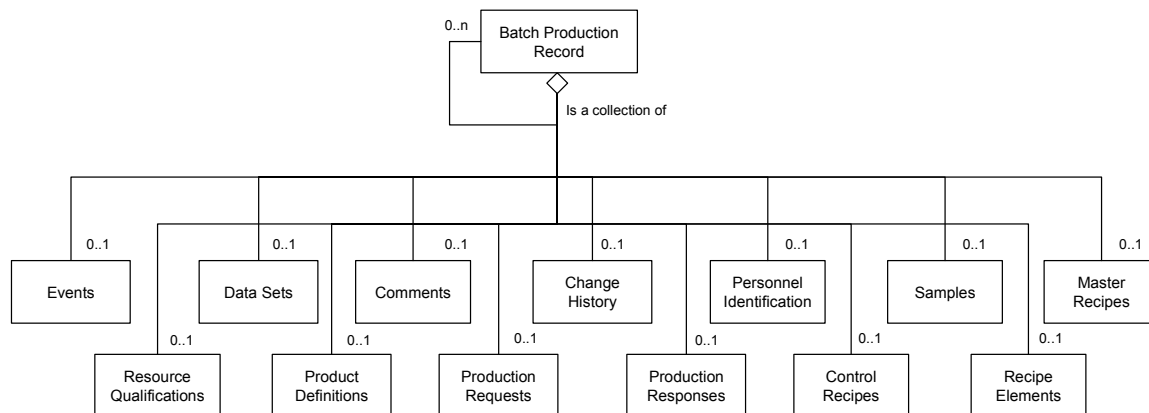 0..n
Batch Production
Record
Is a collection of
0..1
0..1
0..1
0..1
0..1
0..1
0..1
Events
Data Sets
Comments
Change
History
Personnel
Identification
Samples
Master
Recipes
0..1
0..1
0..1
0..1
0..1
0..1
Resource
Qualifications
Product
Definitions
Production
Requests
Production
Responses
Control
Recipes
Recipe
Elements